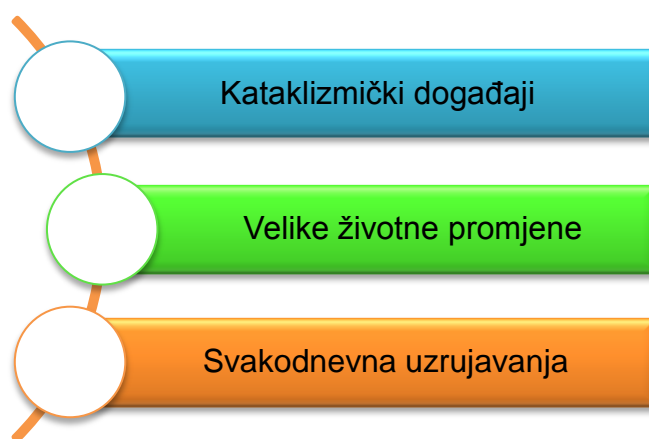 Kataklizmički događaji
Velike životne promjene
Svakodnevna uzrujavanja